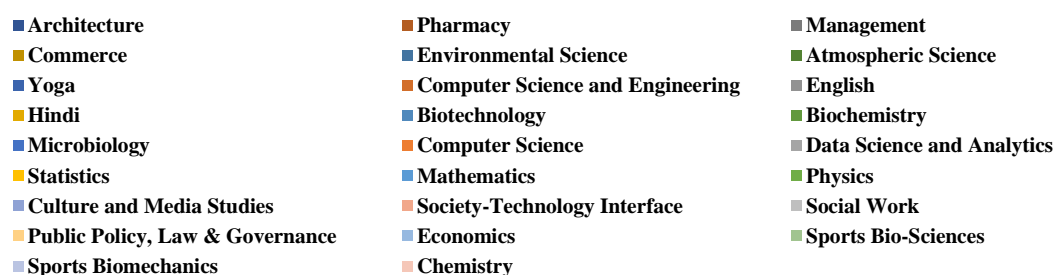 Architecture Pharmacy Management
Commerce Environmental Science Atmospheric Science
Yoga Computer Science and Engineering English
Hindi Biotechnology Biochemistry
Microbiology Computer Science Data Science and Analytics
Statistics Mathematics Physics
Culture and Media Studies Society-Technology Interface Social Work
Public Policy, Law & Governance Economics Sports Bio-Sciences
Sports Biomechanics Chemistry